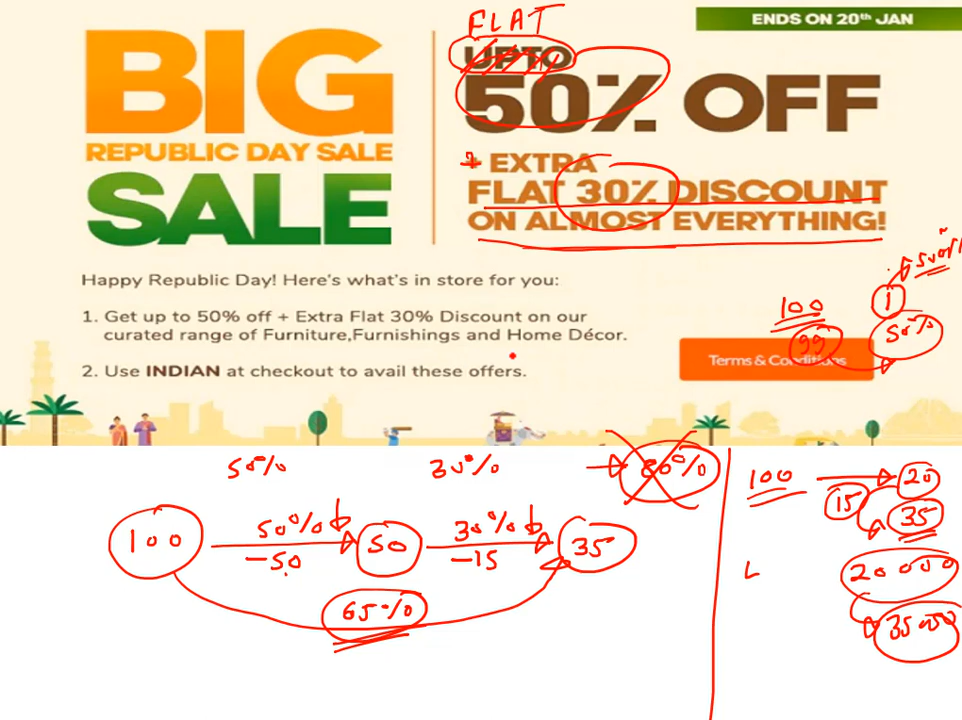 FLAT
ENDS ON 20TH JAN
BIG
REPUBLIC DAY SALE
SALE
UPTO
50% OFF
+ EXTRA
FLAT 30% DISCOUNT
ON ALMOST EVERYTHING!
Happy Republic Day! Here's what's in store for you:
1. Get up to 50% off + Extra Flat 30% Discount on our
curated range of Furniture,Furnishings and Home Décor.
2. Use INDIAN at checkout to avail these offers.
1
100
99
50%
Terms & Conditions
50% 30% 80%
100 50%↓ 50 30%↓ 35
-50 -15
65%
100 20
15
35
20000
35000